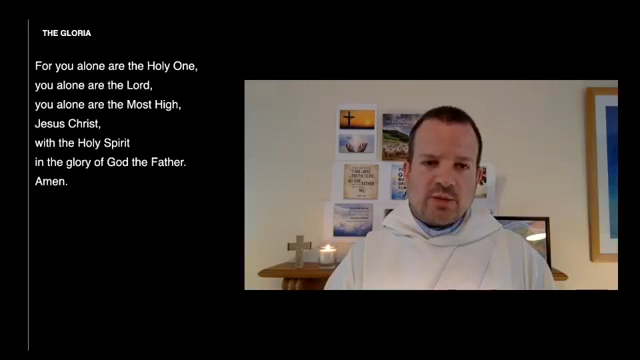 THE GLORIA
For you alone are the Holy One,
you alone are the Lord,
you alone are the Most High,
Jesus Christ,
with the Holy Spirit
in the glory of God the Father.
Amen.